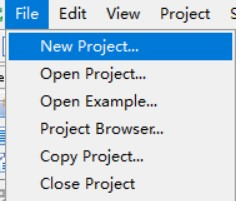 File Edit View Project S
New Project...
Open Project...
Open Example...
Project Browser...
Copy Project...
Close Project